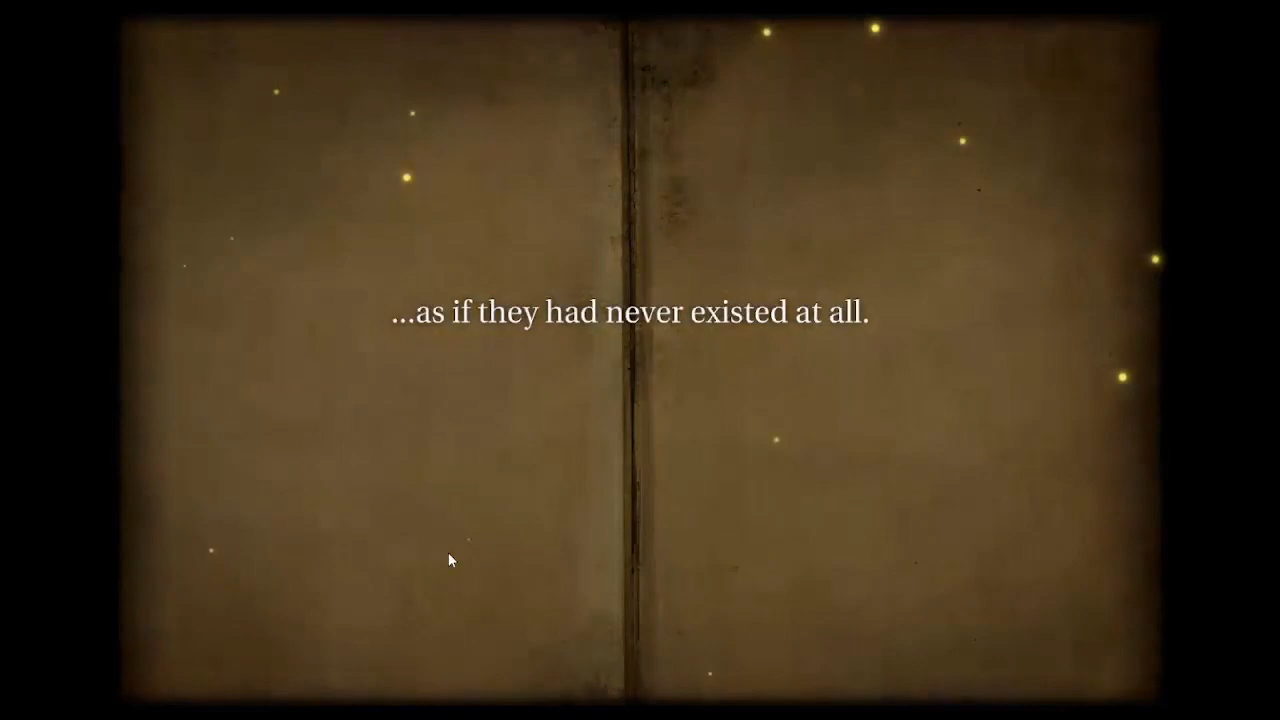 ...as if they had never existed at all.